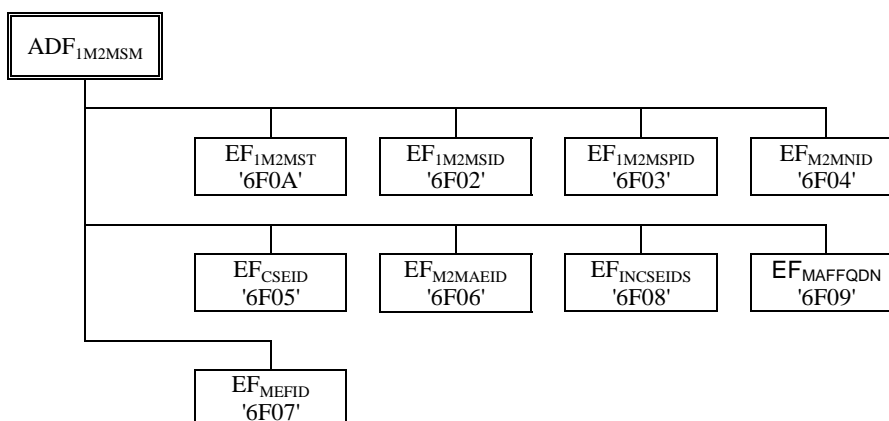 ADF1M2MSM
EF1M2MST
'6F0A'
EF1M2MSID
'6F02'
EF1M2MSPID
'6F03'
EFM2MNID
'6F04'
EFCSEID
'6F05'
EFM2MAEID
'6F06'
EFINCSEIDS
'6F08'
EFMAFFQDN
'6F09'
EFMEFID
'6F07'